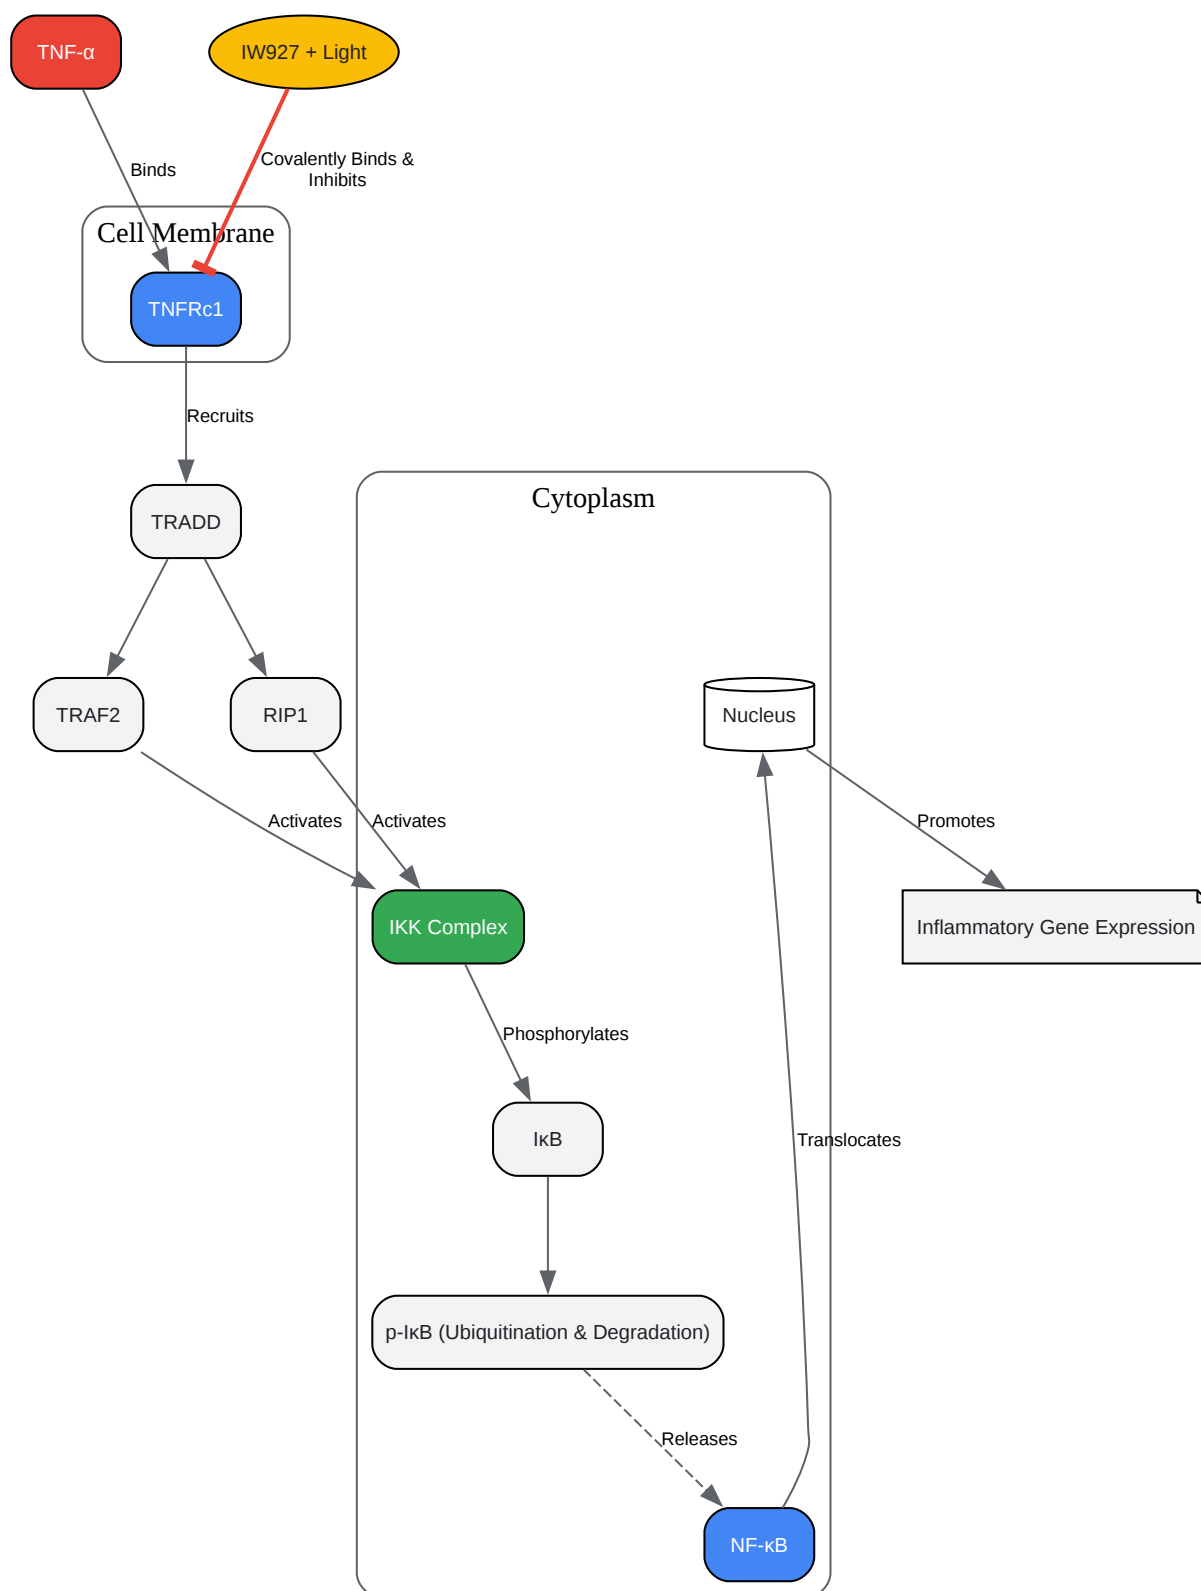 TNF-α
IW927 + Light
Binds
Covalently Binds &
Inhibits
Cell Membrane
TNFRc1
Recruits
Cytoplasm
TRADD
TRAF2
RIP1
Nucleus
Activates
Activates
Promotes
IKK Complex
Inflammatory Gene Expression
Phosphorylates
IκB
Translocates
p-IκB (Ubiquitination & Degradation)
Releases
NF-κB